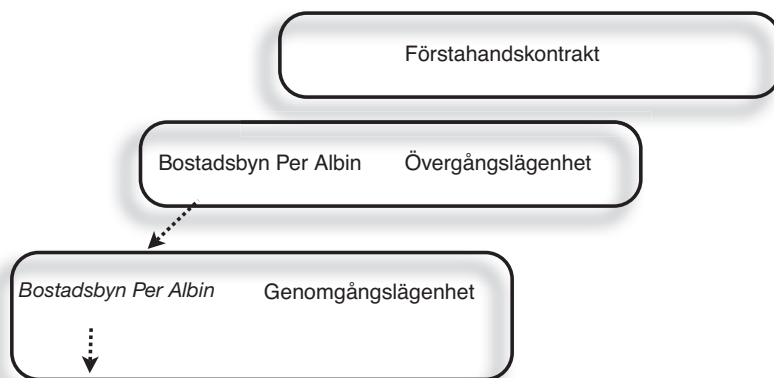 Förstahandskontrakt
Bostadsbyn Per Albin Övergångslägenhet
Bostadsbyn Per Albin Genomgångslägenhet